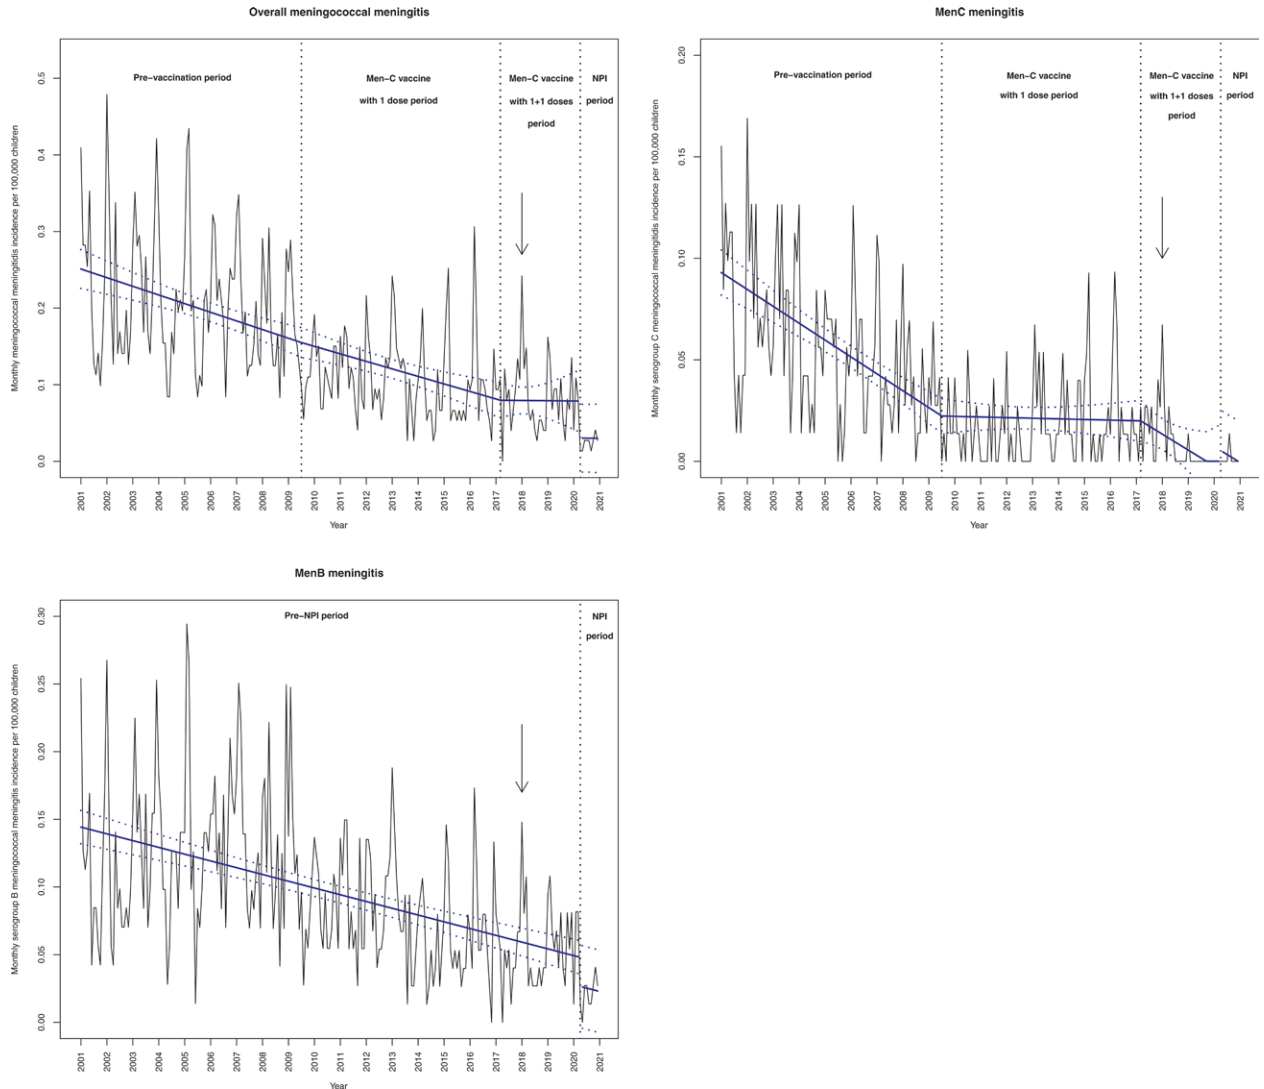 Overall meningococcal meningitis
Monthly meningococcal meningitidis incidence per 100,000 children
0.5
0.4
0.3
0.2
0.1
0.0
Pre−vaccination period
Men−C vaccine
with 1 dose period
Men−C vaccine
with 1+1 doses
period
NPI
period
2001 2002 2003 2004 2005 2006 2007 2008 2009 2010 2011 2012 2013 2014 2015 2016 2017 2018 2019 2020 2021
Year
MenC meningitis
Monthly serogroup C meningococcal meningitidis incidence per 100,000 children
0.20
0.15
0.10
0.05
0.00
Pre−vaccination period
Men−C vaccine
with 1 dose period
Men−C vaccine
with 1+1 doses
period
NPI
period
2001 2002 2003 2004 2005 2006 2007 2008 2009 2010 2011 2012 2013 2014 2015 2016 2017 2018 2019 2020 2021
Year
MenB meningitis
Monthly serogroup B meningococcal meningitis incidence per 100,000 children
0.30
0.25
0.20
0.15
0.10
0.05
0.00
Pre−NPI period
NPI
period
2001 2002 2003 2004 2005 2006 2007 2008 2009 2010 2011 2012 2013 2014 2015 2016 2017 2018 2019 2020 2021
Year